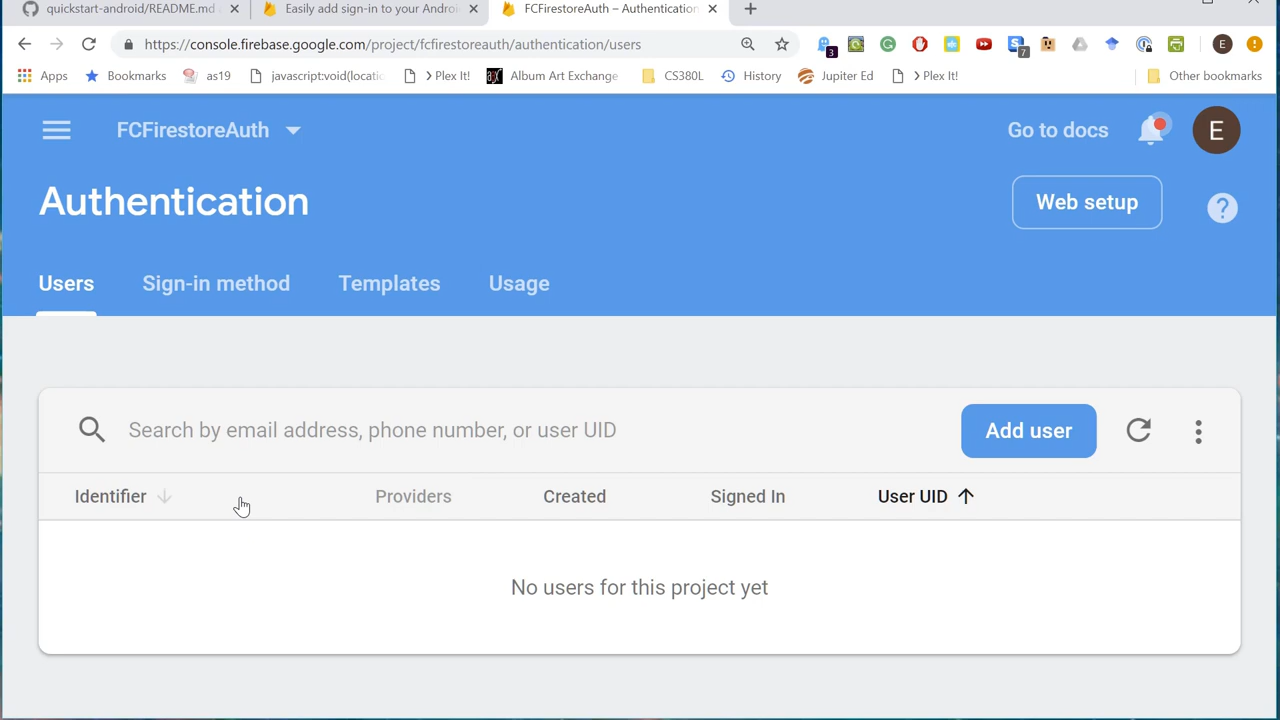 quickstart-android/README.md
Easily add sign-in to your Androi
FCFirestoreAuth – Authentication
https://console.firebase.google.com/project/fcfirestoreauth/authentication/users
3
7
E
Apps
Bookmarks
as19
javascript:void(locatio
> Plex It!
Album Art Exchange
CS380L
History
Jupiter Ed
> Plex It!
Other bookmarks
FCFirestoreAuth
Go to docs
E
Authentication
Web setup
?
Users
Sign-in method
Templates
Usage
Search by email address, phone number, or user UID
Add user
Identifier
Providers
Created
Signed In
User UID
No users for this project yet